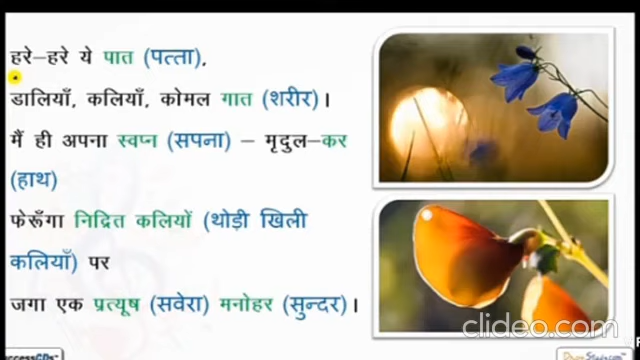 हरे–हरे ये पात (पत्ता),
डालियाँ, कलियाँ, कोमल गात (शरीर)।
मैं ही अपना स्वप्न (सपना) – मृदुल–कर
(हाथ)
फेरूँगा निद्रित कलियों (थोड़ी खिली
कलियाँ) पर
जगा एक प्रत्यूष (सवेरा) मनोहर (सुन्दर)।
clideo.com